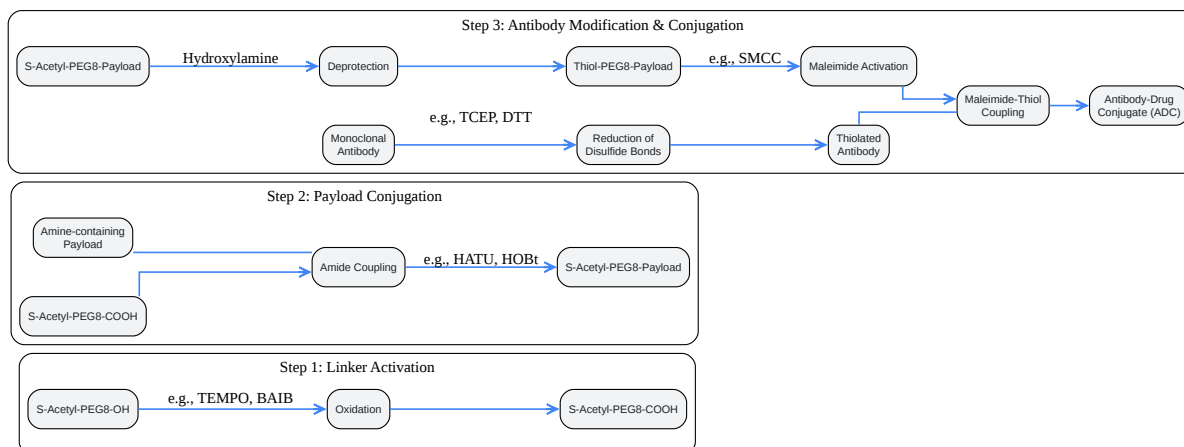 Step 3: Antibody Modification & Conjugation
S-Acetyl-PEG8-Payload
Hydroxylamine
Deprotection
Thiol-PEG8-Payload
e.g., SMCC
Maleimide Activation
Maleimide-Thiol
Coupling
Antibody-Drug
Conjugate (ADC)
e.g., TCEP, DTT
Monoclonal
Antibody
Reduction of
Disulfide Bonds
Thiolated
Antibody
Step 2: Payload Conjugation
Amine-containing
Payload
Amide Coupling
e.g., HATU, HOBt
S-Acetyl-PEG8-Payload
S-Acetyl-PEG8-COOH
Step 1: Linker Activation
S-Acetyl-PEG8-OH
e.g., TEMPO, BAIB
Oxidation
S-Acetyl-PEG8-COOH